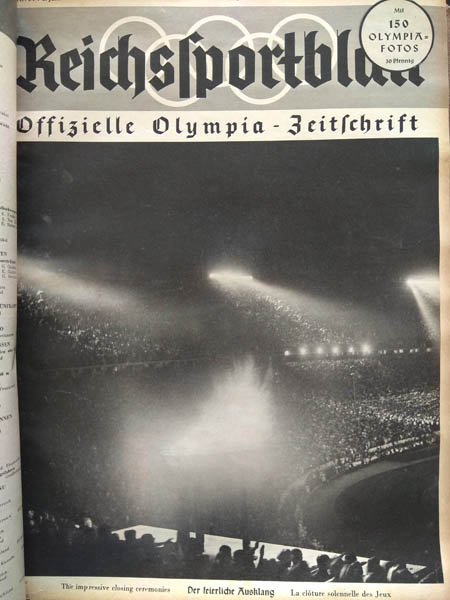 Mit
150
OLYMPIA=
FOTOS
30 Pfennig
Reichssportblatt
Offizielle Olympia - Zeitschrift
The impressive closing ceremonies Der feierliche Ausklang La clôture solennelle des Jeux